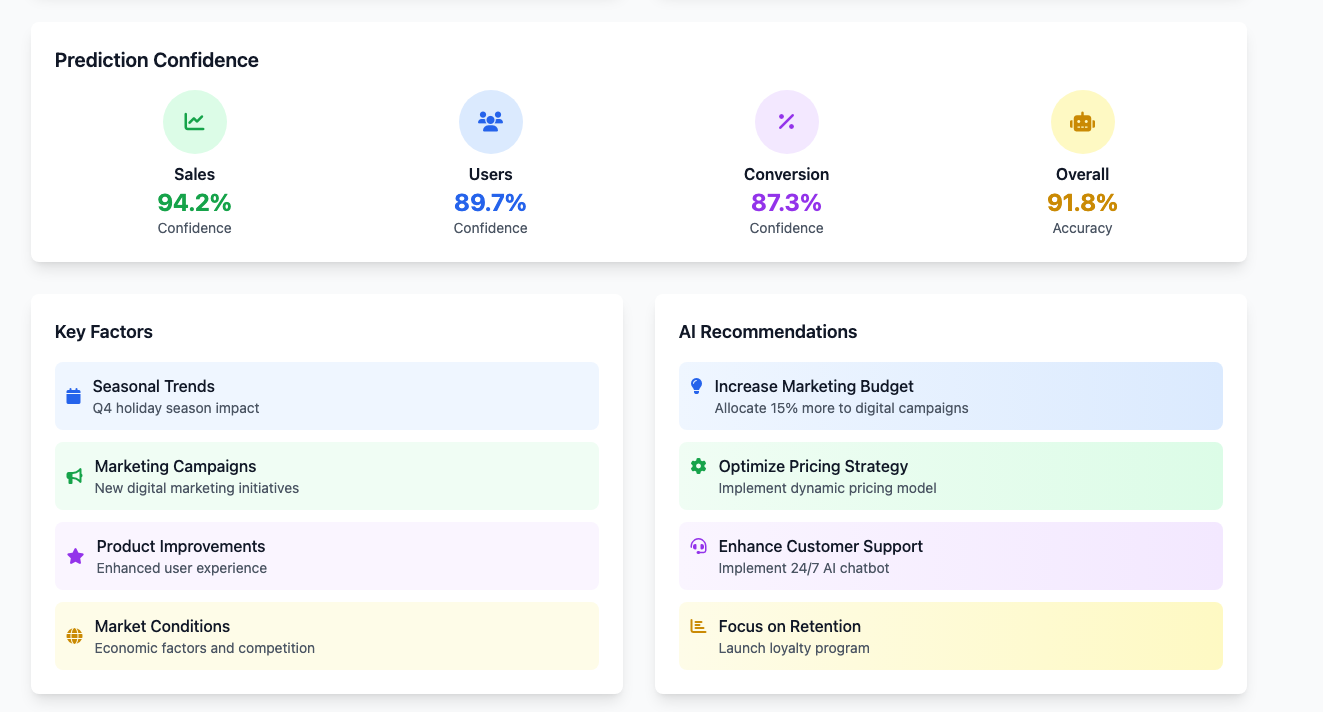 Prediction Confidence
Sales
94.2%
Confidence
Users
89.7%
Confidence
Conversion
87.3%
Confidence
Overall
91.8%
Accuracy
Key Factors
Seasonal Trends
Q4 holiday season impact
Marketing Campaigns
New digital marketing initiatives
Product Improvements
Enhanced user experience
Market Conditions
Economic factors and competition
AI Recommendations
Increase Marketing Budget
Allocate 15% more to digital campaigns
Optimize Pricing Strategy
Implement dynamic pricing model
Enhance Customer Support
Implement 24/7 AI chatbot
Focus on Retention
Launch loyalty program